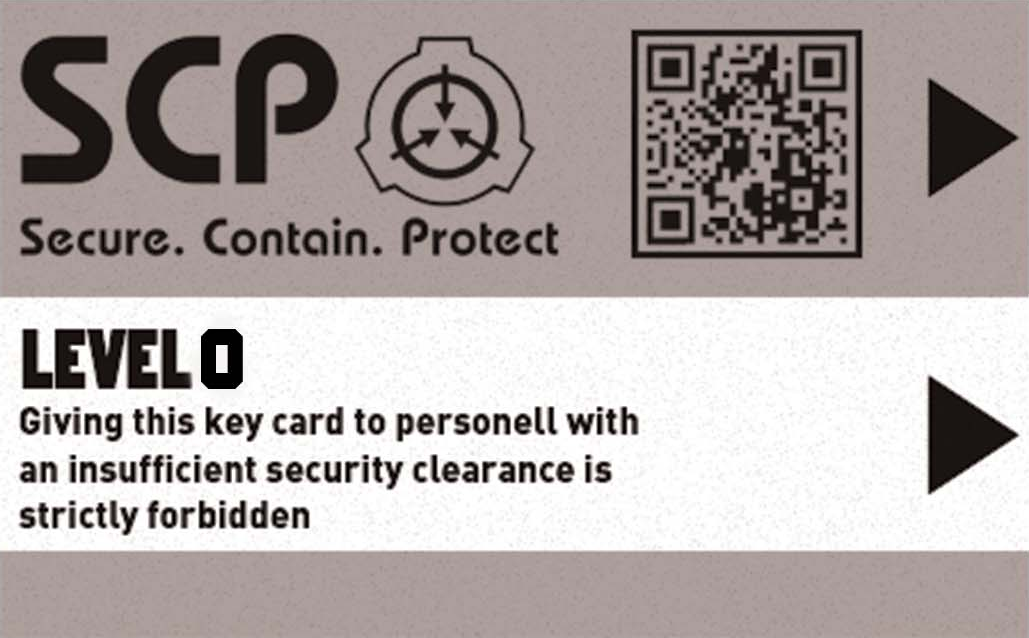 SCP
Secure. Contain. Protect
LEVEL 0
Giving this key card to personell with
an insufficient security clearance is
strictly forbidden